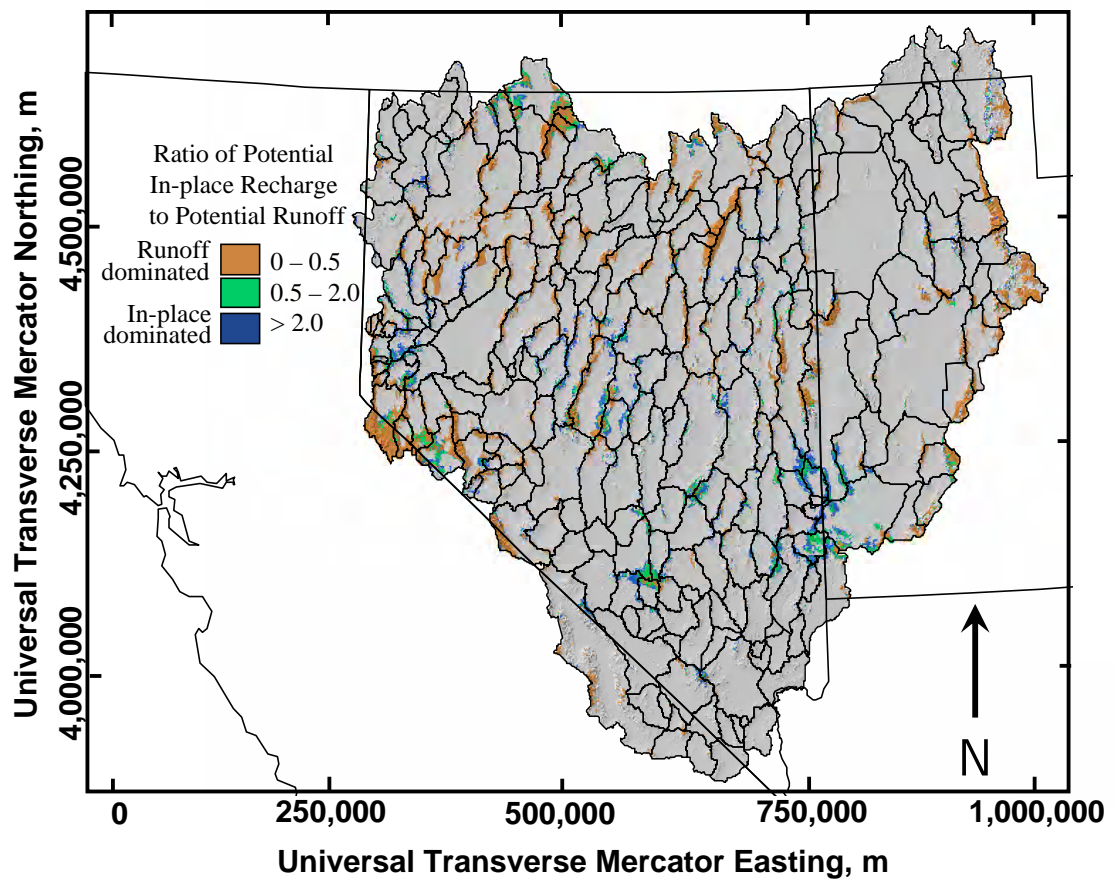 Universal Transverse Mercator Northing, m
4,500,000
4,250,000
4,000,000
Ratio of Potential
In-place Recharge
to Potential Runoff
Runoff
dominated
0 – 0.5
0.5 – 2.0
In-place
dominated
> 2.0
N
0
250,000
500,000
750,000
1,000,000
Universal Transverse Mercator Easting, m